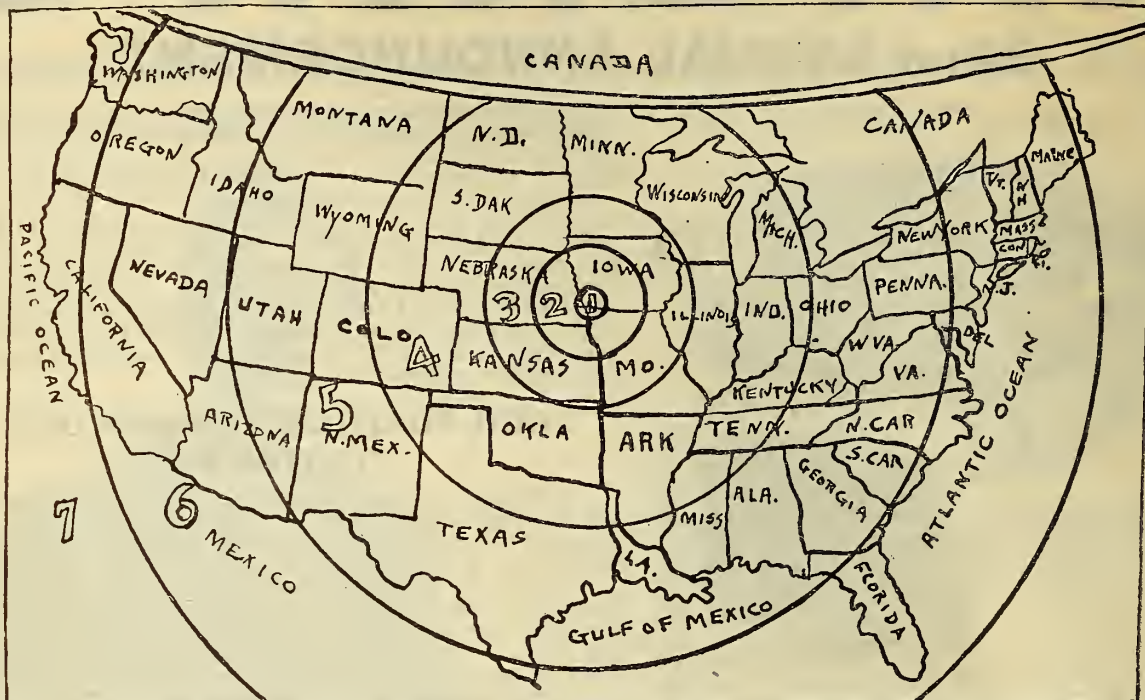 CANADA
7
WASHINGTON
MONTANA
N.D.
MINN.
CANADA
MAINE
OREGON
IDAHO
WYOMING
S.DAK
WISCONSIN
MICH.
NEW YORK
VT.
N
H
MASS
CON
R.I.
PACIFIC OCEAN
CALIFORNIA
NEVADA
UTAH
COLO
4
NEBRASKA
3
2
1
IOWA
ILLINOIS
IND.
OHIO
PENNA.
N.J.
DEL
W VA.
VA.
KANSAS
MO.
KENTUCKY
ARIZONA
5
N.MEX.
OKLA
ARK
TENN.
N.CAR
S.CAR
GEORGIA
ALA.
MISS
ATLANTIC OCEAN
7
6
MEXICO
TEXAS
LA.
GULF OF MEXICO
FLORIDA